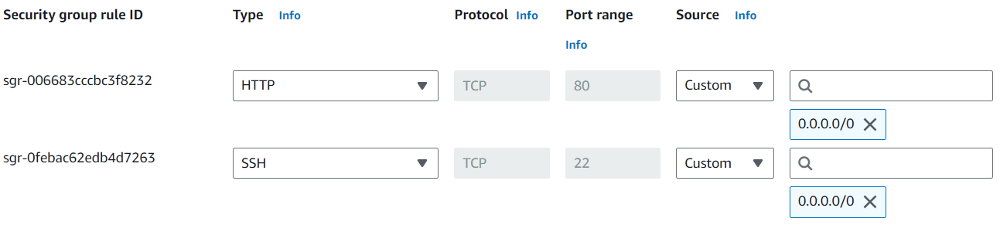 Security group rule ID Type Info Protocol Info Port range Source Info
Info
sgr-006683cccbc3f8232 HTTP TCP 80 Custom
0.0.0.0/0
sgr-0febac62edb4d7263 SSH TCP 22 Custom
0.0.0.0/0